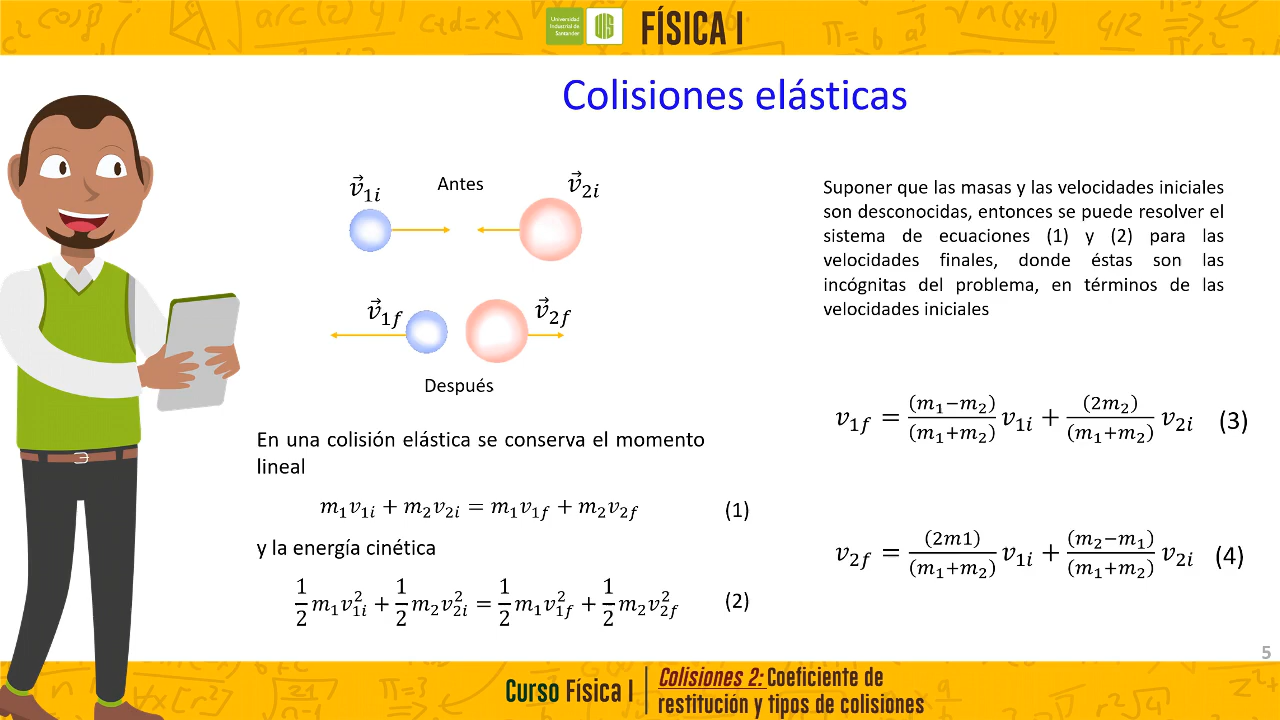 Universidad
Industrial de
Santander
UIS
FÍSICA I
Colisiones elásticas
v⃗₁ᵢ
Antes
v⃗₂ᵢ
v⃗₁f
v⃗₂f
Después
En una colisión elástica se conserva el momento
lineal
m₁v₁ᵢ + m₂v₂ᵢ = m₁v₁f + m₂v₂f (1)
y la energía cinética
1/2 m₁v₁ᵢ² + 1/2 m₂v₂ᵢ² = 1/2 m₁v₁f² + 1/2 m₂v₂f² (2)
Suponer que las masas y las velocidades iniciales
son desconocidas, entonces se puede resolver el
sistema de ecuaciones (1) y (2) para las
velocidades finales, donde éstas son las
incógnitas del problema, en términos de las
velocidades iniciales
v₁f = (m₁−m₂)/(m₁+m₂) v₁ᵢ + (2m₂)/(m₁+m₂) v₂ᵢ (3)
v₂f = (2m1)/(m₁+m₂) v₁ᵢ + (m₂−m₁)/(m₁+m₂) v₂ᵢ (4)
5
Curso Física I
Colisiones 2: Coeficiente de
restitución y tipos de colisiones